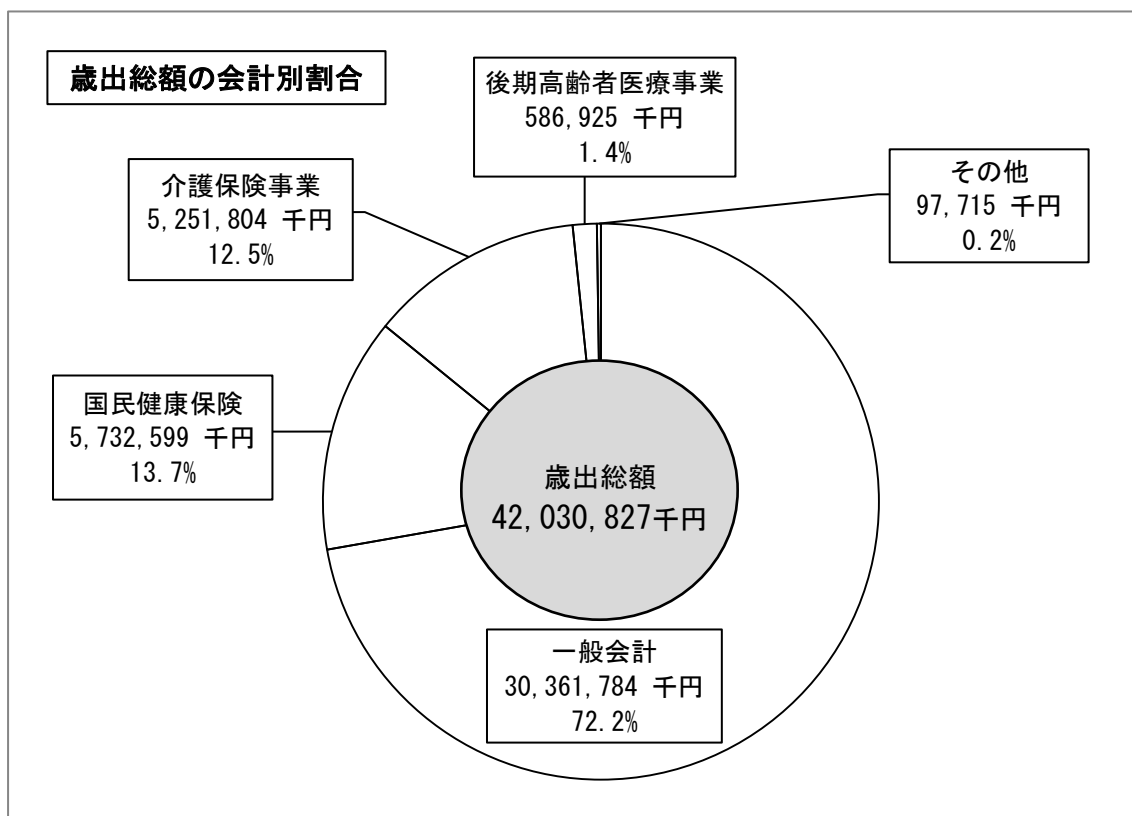 歳出総額の会計別割合
後期高齢者医療事業
586,925 千円
1.4%
その他
97,715 千円
0.2%
介護保険事業
5,251,804 千円
12.5%
国民健康保険
5,732,599 千円
13.7%
歳出総額
42,030,827千円
一般会計
30,361,784 千円
72.2%